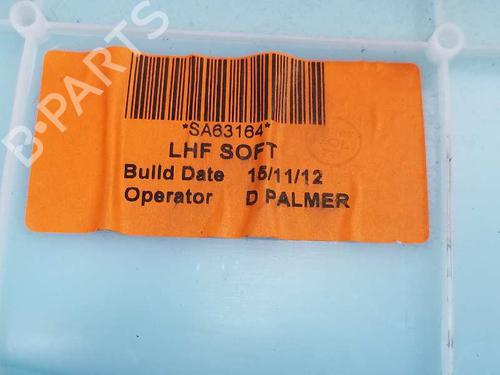 *SA63164*
LHF SOFT
Build Date 15/11/12
Operator D PALMER
B-PARTS